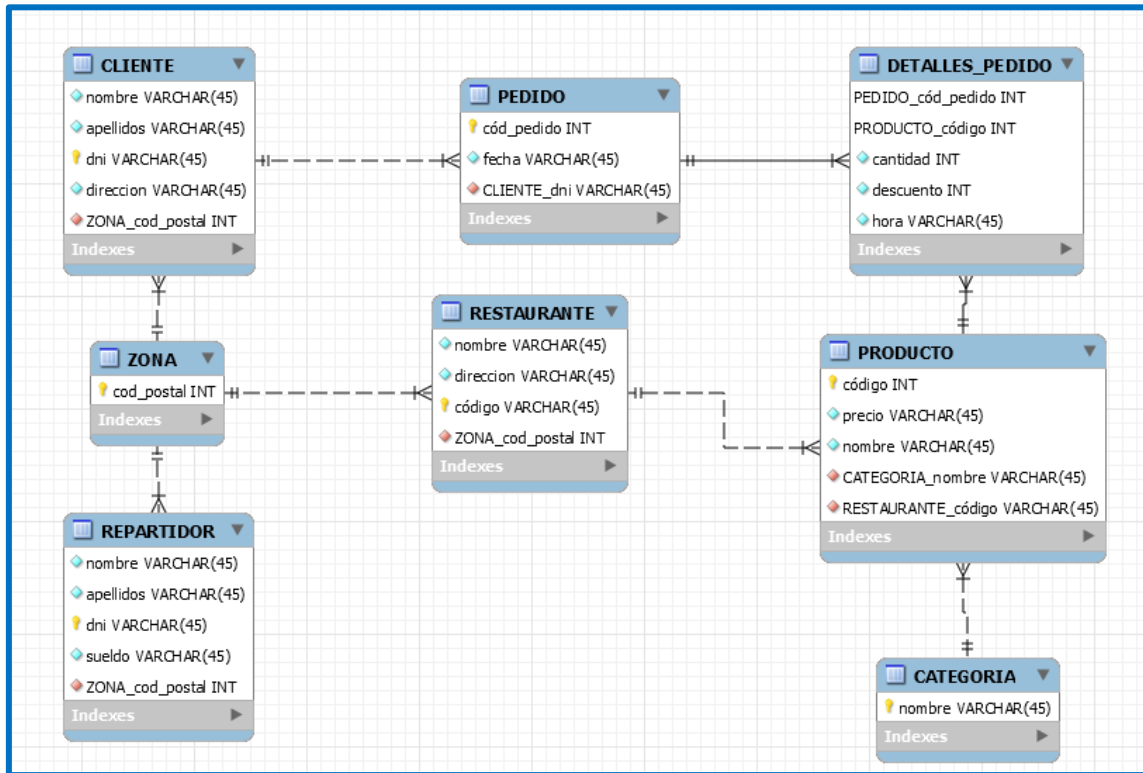 CLIENTE
nombre VARCHAR(45)
apellidos VARCHAR(45)
dni VARCHAR(45)
direccion VARCHAR(45)
ZONA_cod_postal INT
Indexes
PEDIDO
cód_pedido INT
fecha VARCHAR(45)
CLIENTE_dni VARCHAR(45)
Indexes
DETALLES_PEDIDO
PEDIDO_cód_pedido INT
PRODUCTO_código INT
cantidad INT
descuento INT
hora VARCHAR(45)
Indexes
ZONA
cod_postal INT
Indexes
RESTAURANTE
nombre VARCHAR(45)
direccion VARCHAR(45)
código VARCHAR(45)
ZONA_cod_postal INT
Indexes
PRODUCTO
código INT
precio VARCHAR(45)
nombre VARCHAR(45)
CATEGORIA_nombre VARCHAR(45)
RESTAURANTE_código VARCHAR(45)
Indexes
REPARTIDOR
nombre VARCHAR(45)
apellidos VARCHAR(45)
dni VARCHAR(45)
sueldo VARCHAR(45)
ZONA_cod_postal INT
Indexes
CATEGORIA
nombre VARCHAR(45)
Indexes